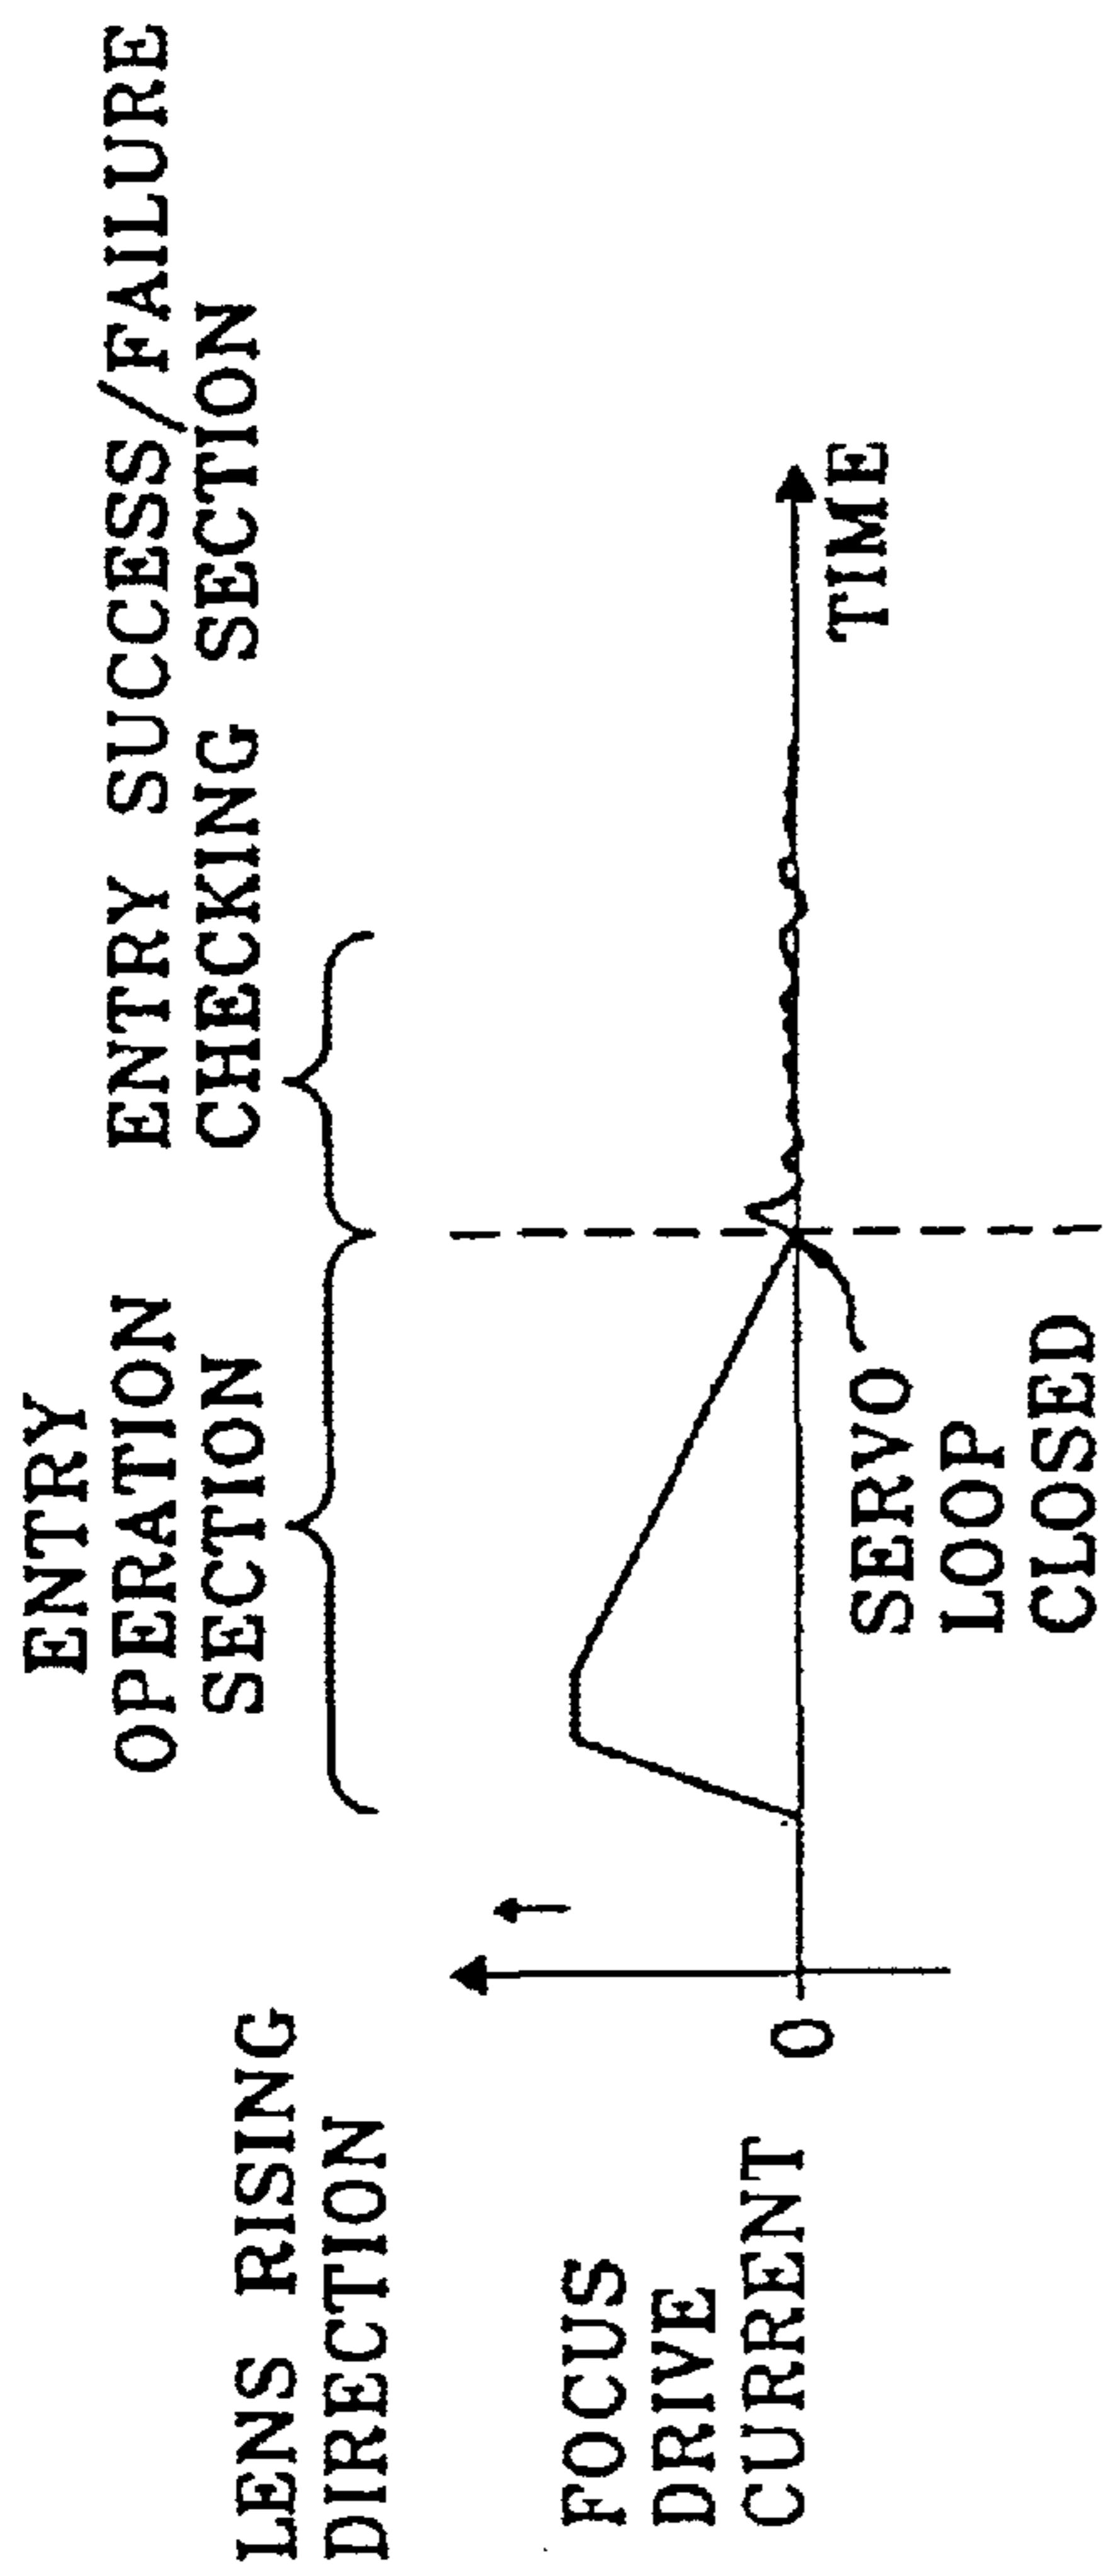 ENTRY
OPERATION
SECTION
ENTRY SUCCESS/FAILURE
CHECKING SECTION
LENS RISING
DIRECTION
FOCUS
DRIVE
CURRENT
0
SERVO
LOOP
CLOSED
TIME